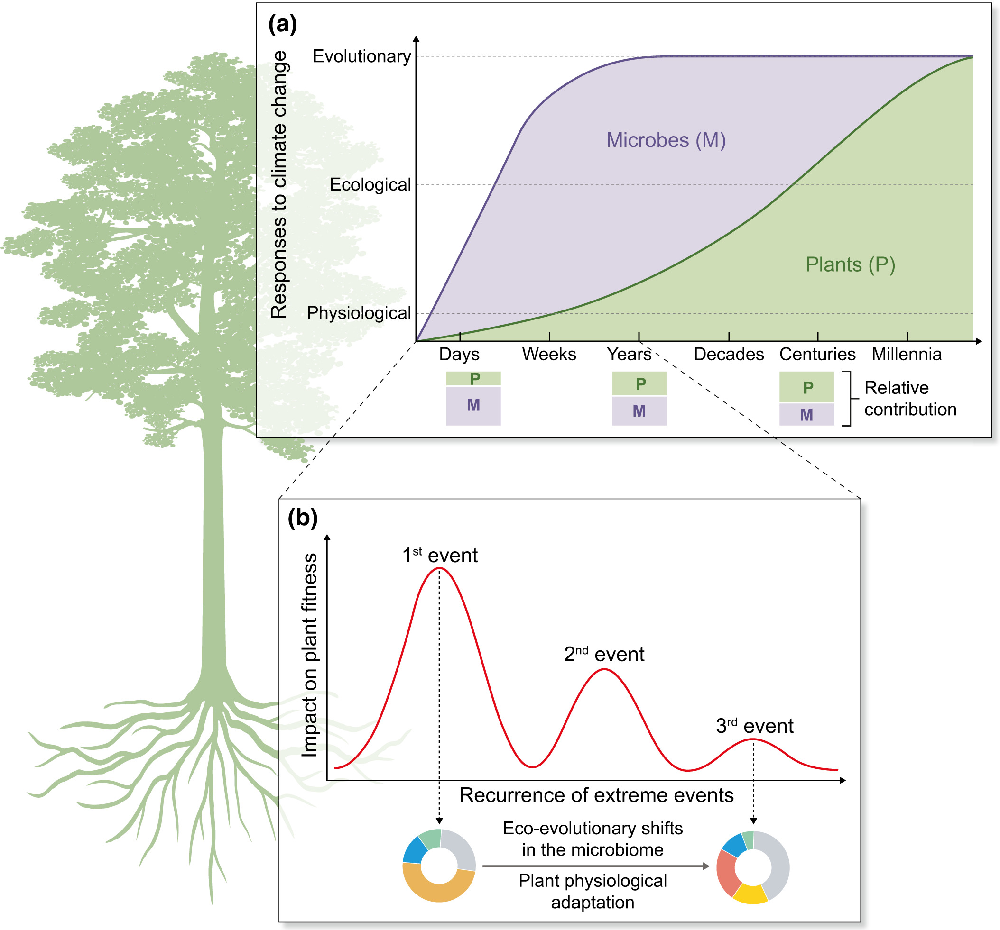 (a)
Responses to climate change
Evolutionary
Ecological
Physiological
Microbes (M)
Plants (P)
Days Weeks Years Decades Centuries Millennia
P P P
M M M
Relative
contribution
(b)
Impact on plant fitness
1st event
2nd event
3rd event
Recurrence of extreme events
Eco-evolutionary shifts
in the microbiome
Plant physiological
adaptation